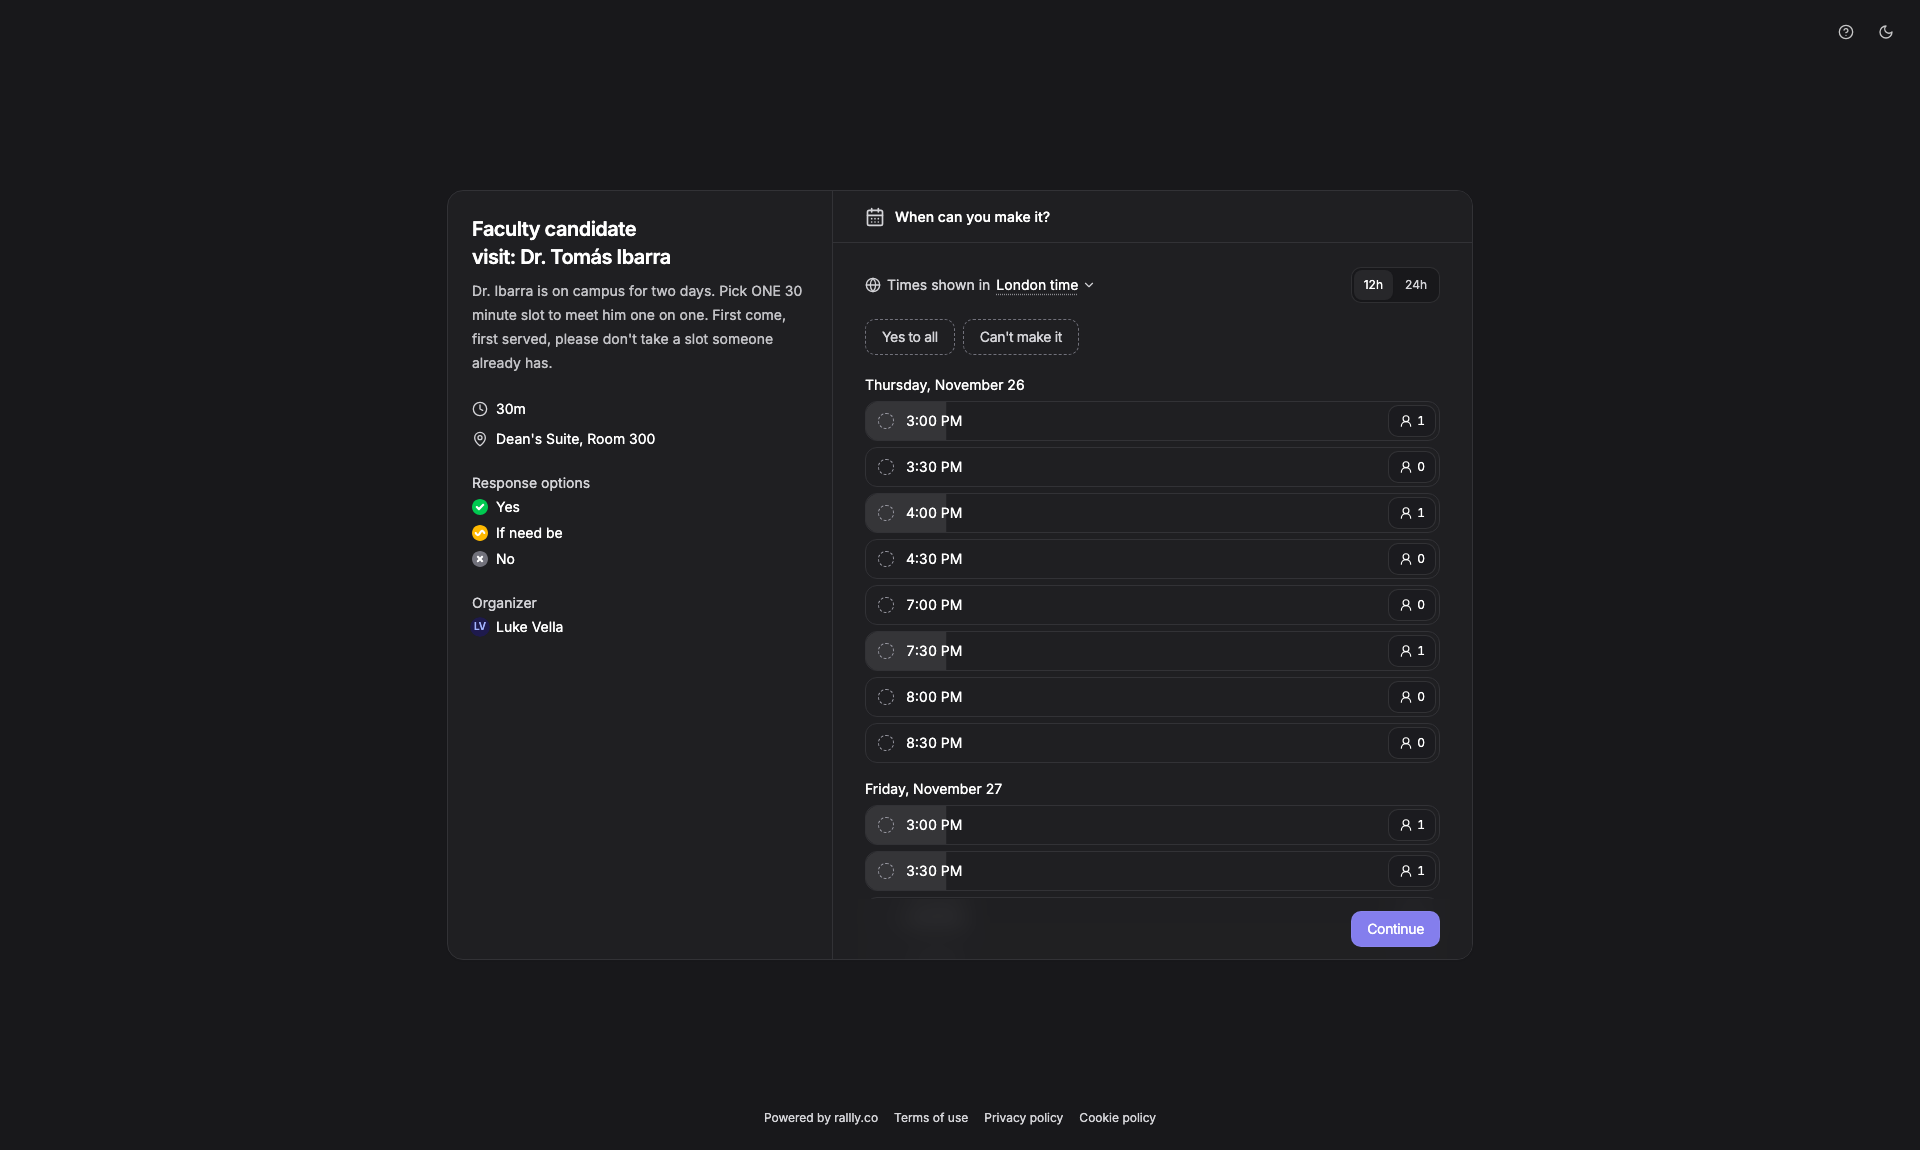 Faculty candidate
visit: Dr. Tomás Ibarra
Dr. Ibarra is on campus for two days. Pick ONE 30
minute slot to meet him one on one. First come,
first served, please don't take a slot someone
already has.
30m
Dean's Suite, Room 300
Response options
Yes
If need be
No
Organizer
LV Luke Vella
When can you make it?
Times shown in London time
12h 24h
Yes to all Can't make it
Thursday, November 26
3:00 PM 1
3:30 PM 0
4:00 PM 1
4:30 PM 0
7:00 PM 0
7:30 PM 1
8:00 PM 0
8:30 PM 0
Friday, November 27
3:00 PM 1
3:30 PM 1
Continue
Powered by rallly.co Terms of use Privacy policy Cookie policy